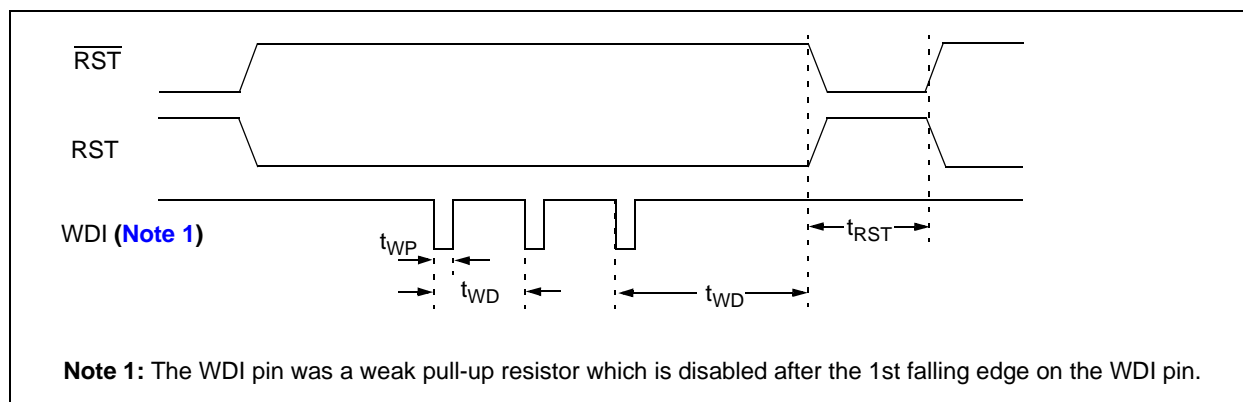 R̅S̅T̅
RST
WDI (Note 1)
tWP
tWD
tWD
tRST
Note 1: The WDI pin was a weak pull-up resistor which is disabled after the 1st falling edge on the WDI pin.